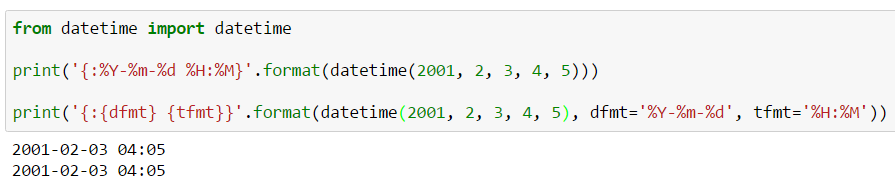 from datetime import datetime
print('{:%Y-%m-%d %H:%M}'.format(datetime(2001, 2, 3, 4, 5)))
print('{:{dfmt} {tfmt}}'.format(datetime(2001, 2, 3, 4, 5), dfmt='%Y-%m-%d', tfmt='%H:%M'))
2001-02-03 04:05
2001-02-03 04:05